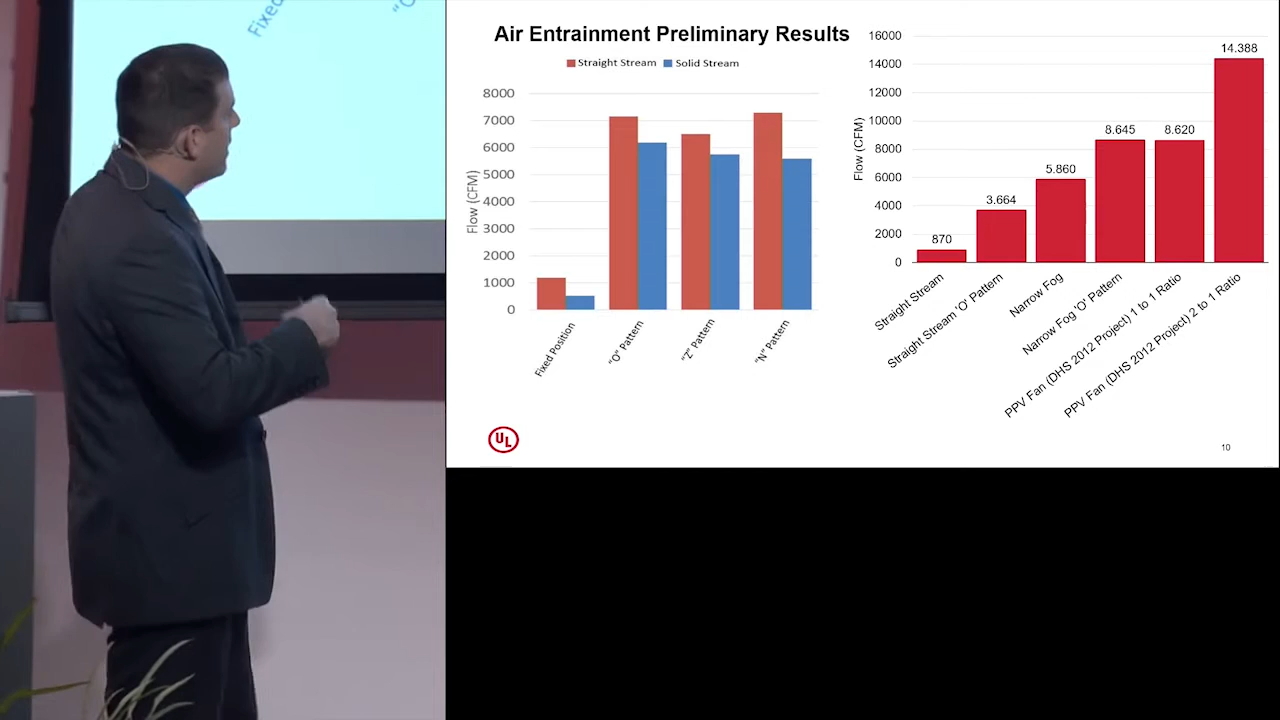 Fixed
"O
Air Entrainment Preliminary Results
Straight Stream Solid Stream
8000
7000
6000
5000
4000
3000
2000
1000
0
Flow (CFM)
Fixed Position
"O" Pattern
"Z" Pattern
"N" Pattern
16000
14000
12000
10000
8000
6000
4000
2000
0
Flow (CFM)
870
3.664
5.860
8.645
8.620
14.388
Straight Stream
Straight Stream 'O' Pattern
Narrow Fog
Narrow Fog 'O' Pattern
PPV Fan (DHS 2012 Project) 1 to 1 Ratio
PPV Fan (DHS 2012 Project) 2 to 1 Ratio
UL
10